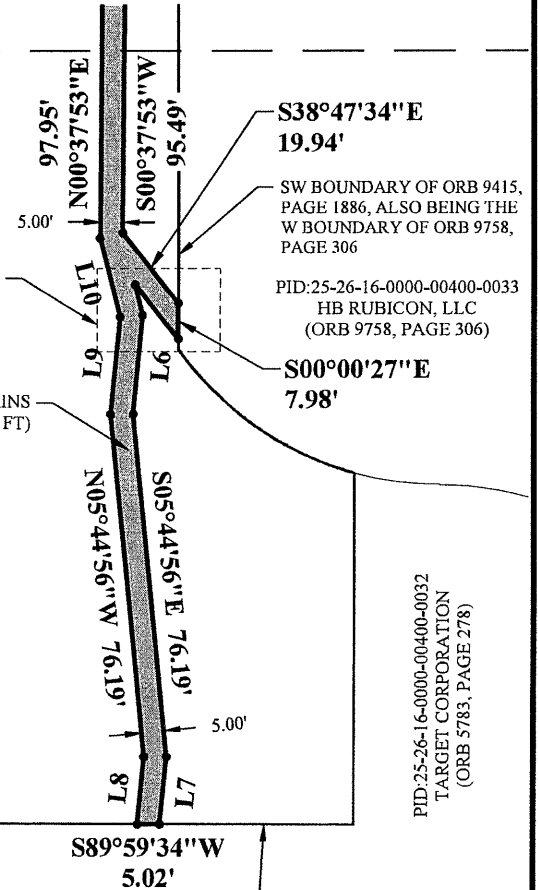 97.95'
N00°37'53"E
S00°37'53"W
95.49'
S38°47'34"E
19.94'
SW BOUNDARY OF ORB 9415,
PAGE 1886, ALSO BEING THE
W BOUNDARY OF ORB 9758,
PAGE 306
5.00'
PID:25-26-16-0000-00400-0033
HB RUBICON, LLC
(ORB 9758, PAGE 306)
L10
L9
L6
S00°00'27"E
7.98'
FT)
N05°44'56"W 76.19'
S05°44'56"E 76.19'
5.00'
PID:25-26-16-0000-00400-0032
TARGET CORPORATION
(ORB 5783, PAGE 278)
L8
L7
S89°59'34"W
5.02'